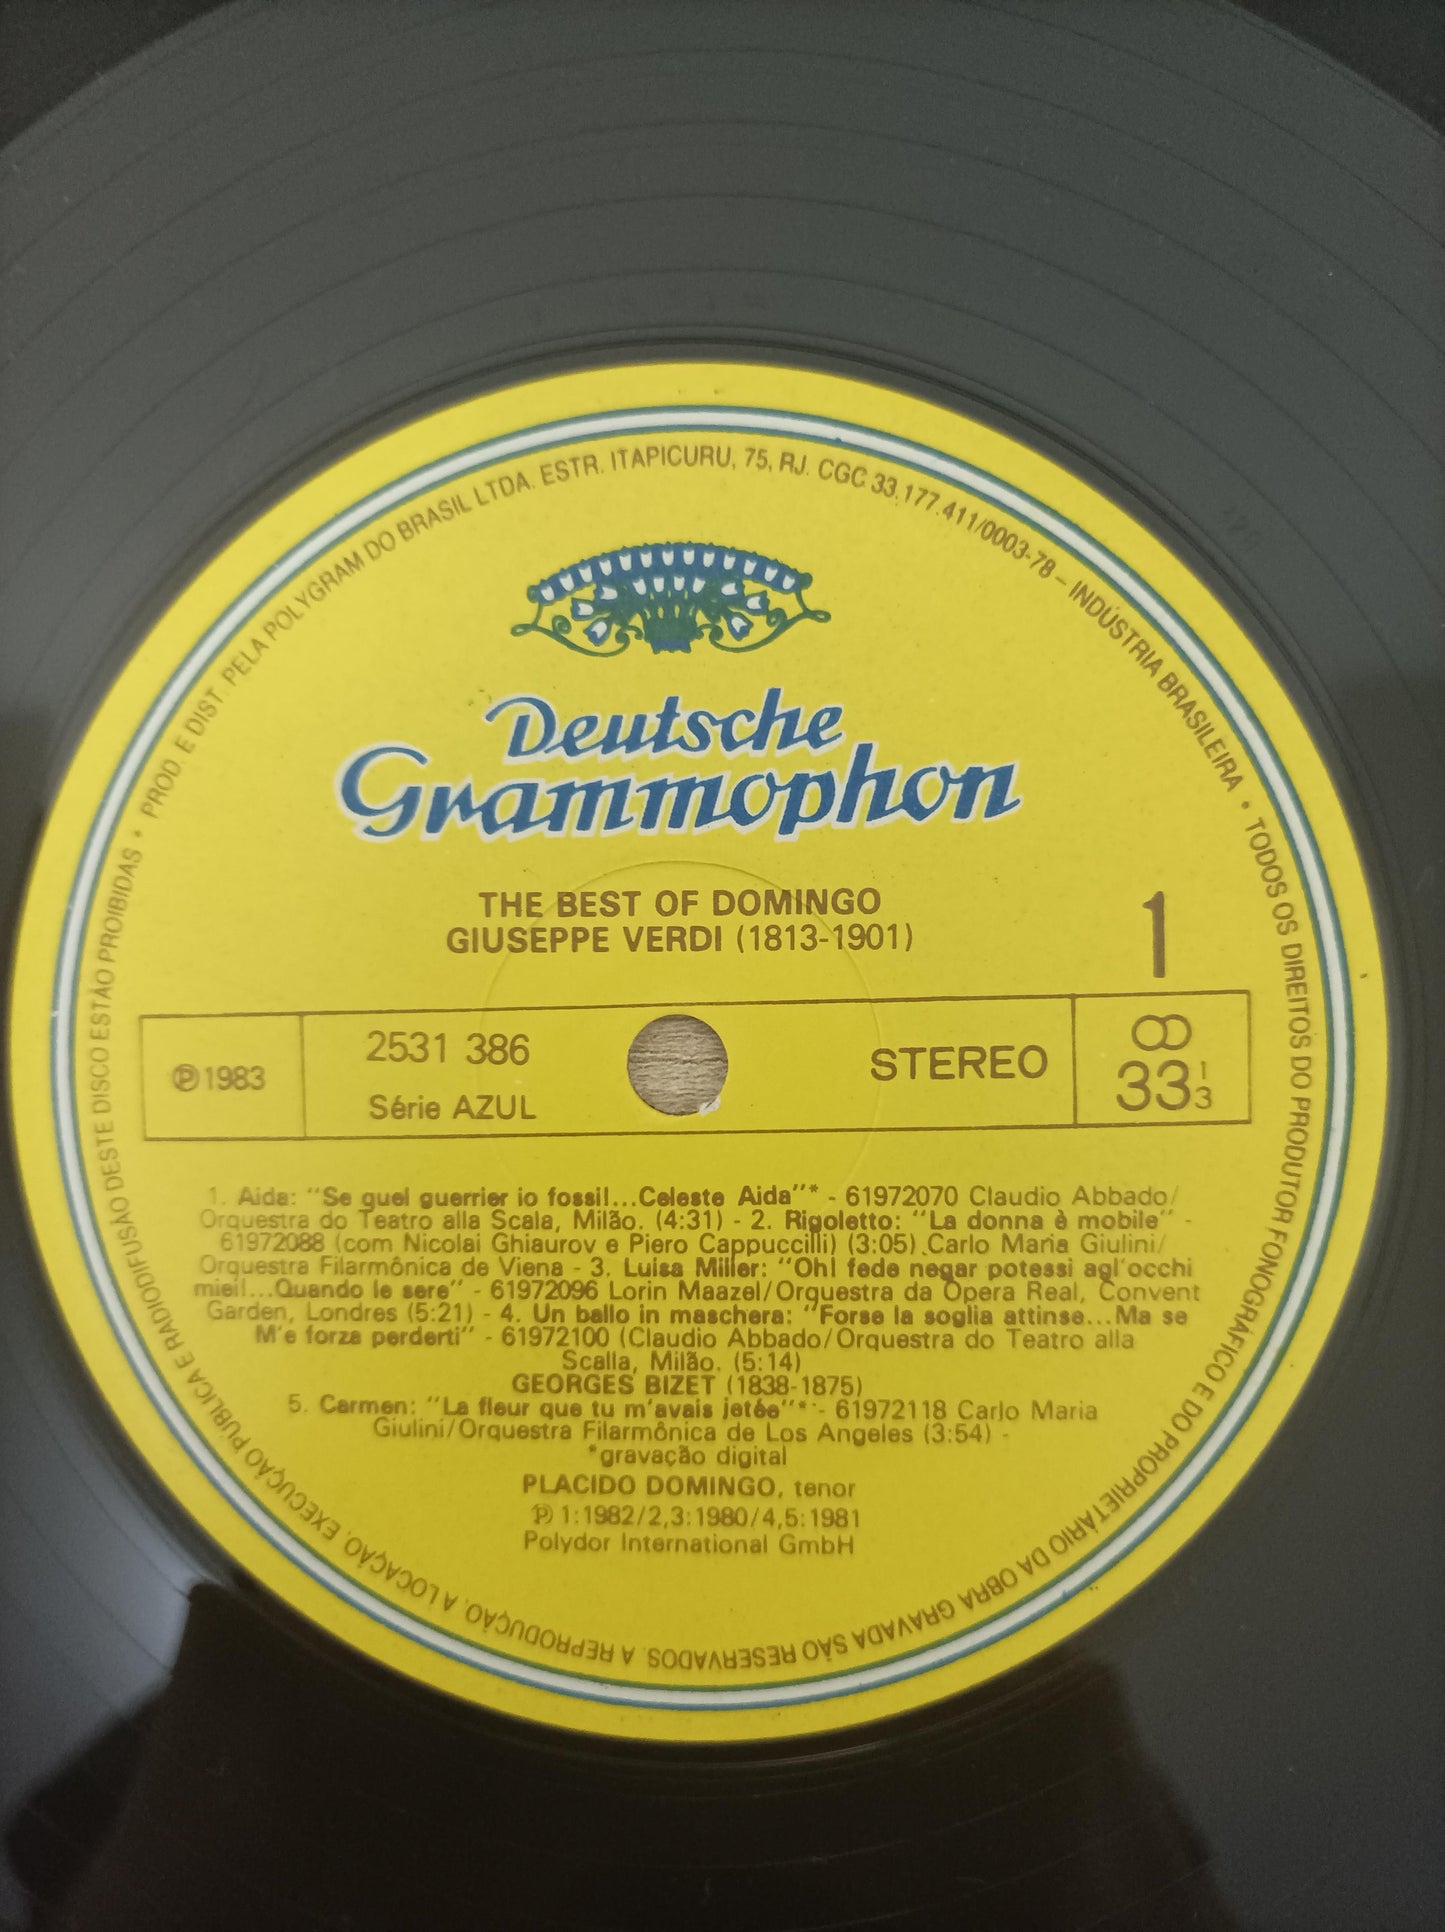 PROD. E DIST. PELA POLYGRAM DO BRASIL LTDA. ESTR. ITAPICURU, 75, RJ. CGC 33.177.411/0003-78 – INDÚSTRIA BRASILEIRA • TODOS OS DIREITOS DO PRODUTOR FONOGRÁFICO E DO PROPRIETÁRIO DA OBRA GRAVADA SÃO RESERVADOS. A REPRODUÇÃO. A LOCAÇÃO. EXECUÇÃO PUBLICA E RADIODIFUSÃO DESTE DISCO ESTÃO PROIBIDAS •
Deutsche
Grammophon
THE BEST OF DOMINGO
GIUSEPPE VERDI (1813-1901)
1
℗1983
2531 386
Série AZUL
STEREO
33 1/3
1. Aida: "Se quel guerrier io fossil...Celeste Aida"* - 61972070 Claudio Abbado/
Orquestra do Teatro alla Scala, Milão. (4:31) - 2. Rigoletto: "La donna è mobile" -
61972088 (com Nicolai Ghiaurov e Piero Cappuccilli) (3:05) Carlo Maria Giulini/
Orquestra Filarmônica de Viena - 3. Luisa Miller: "Ohl fede negar potessi agl'occhi
mieil...Quando le sere" - 61972096 Lorin Maazel/Orquestra da Ópera Real, Convent
Garden, Londres (5:21) - 4. Un ballo in maschera: "Forse la soglia attinse...Ma se
M'e forza perderti" - 61972100 (Claudio Abbado/Orquestra do Teatro alla
Scalla, Milão. (5:14)
GEORGES BIZET (1838-1875)
5. Carmen: "La fleur que tu m'avais jetée"* - 61972118 Carlo Maria
Giulini/Orquestra Filarmônica de Los Angeles (3:54) -
*gravação digital
PLACIDO DOMINGO, tenor
℗ 1:1982/2,3:1980/4,5:1981
Polydor International GmbH